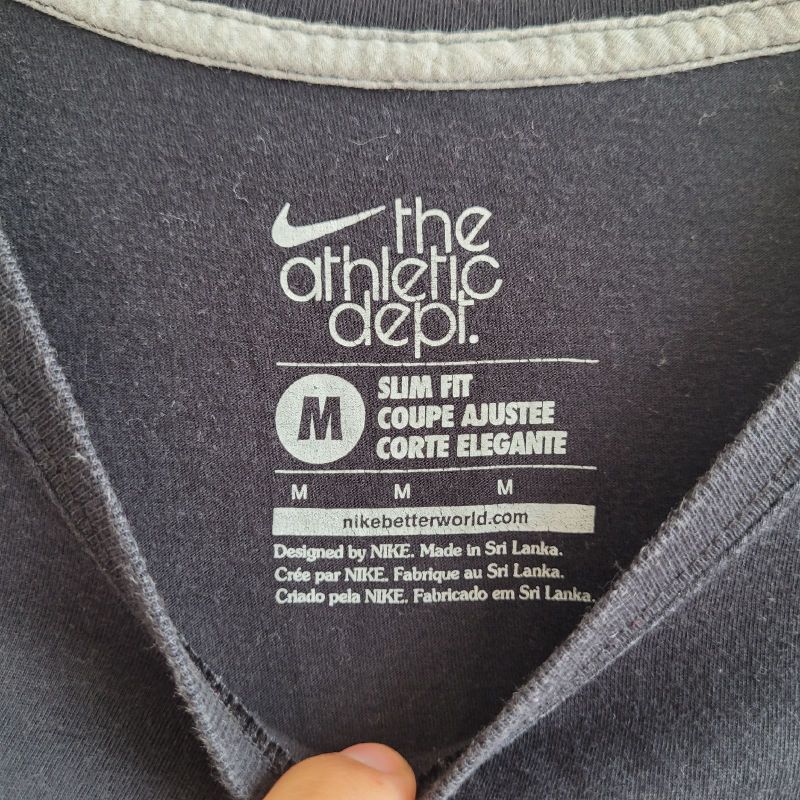 the
athletic
dept.
M
SLIM FIT
COUPE AJUSTEE
CORTE ELEGANTE
M M M
nikebetterworld.com
Designed by NIKE. Made in Sri Lanka.
Crée par NIKE. Fabrique au Sri Lanka.
Criado pela NIKE. Fabricado em Sri Lanka.